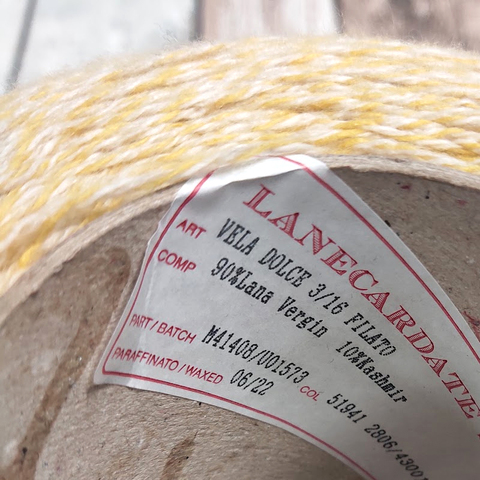 LANECARDATE
ART VELA DOLCE 3/16 FILATO
COMP 90%Lana Vergin 10%Kashmir
PART/BATCH M41408/V01573 COL 51941 2806/4300
PARAFFINATO/WAXED 06/22